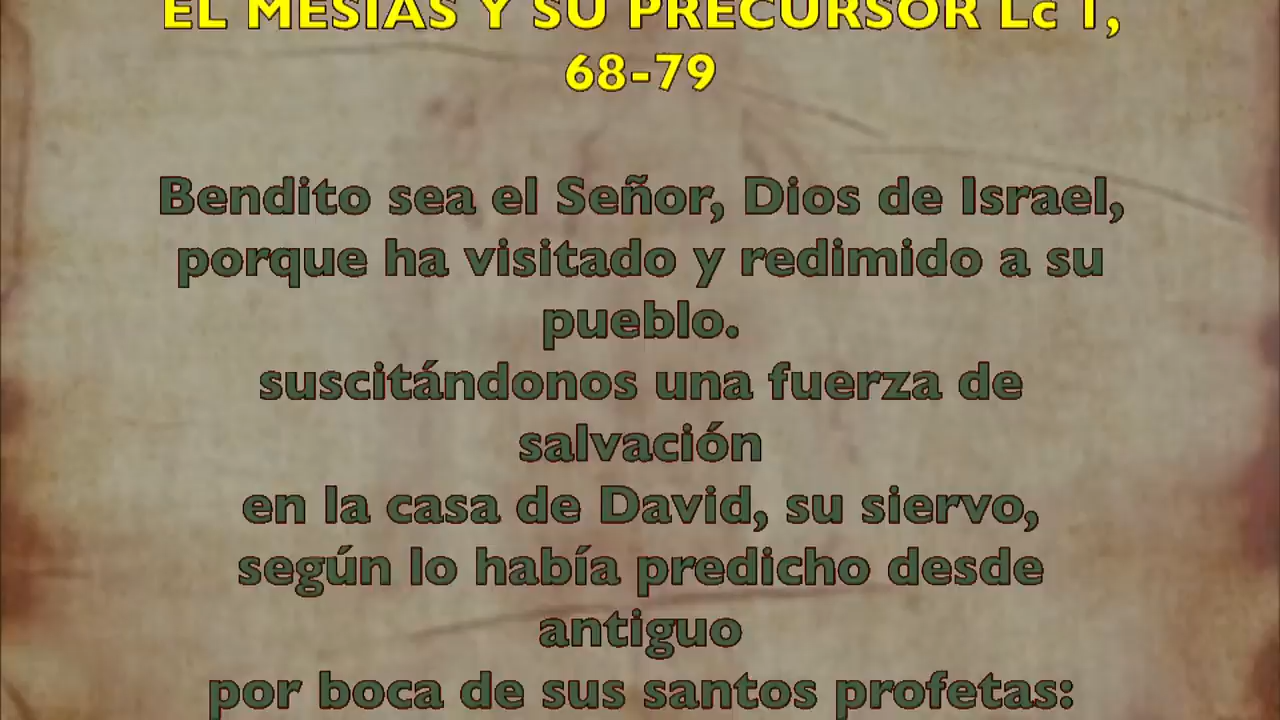 EL MESÍAS Y SU PRECURSOR Lc 1,
68-79
Bendito sea el Señor, Dios de Israel,
porque ha visitado y redimido a su
pueblo.
suscitándonos una fuerza de
salvación
en la casa de David, su siervo,
según lo había predicho desde
antiguo
por boca de sus santos profetas: